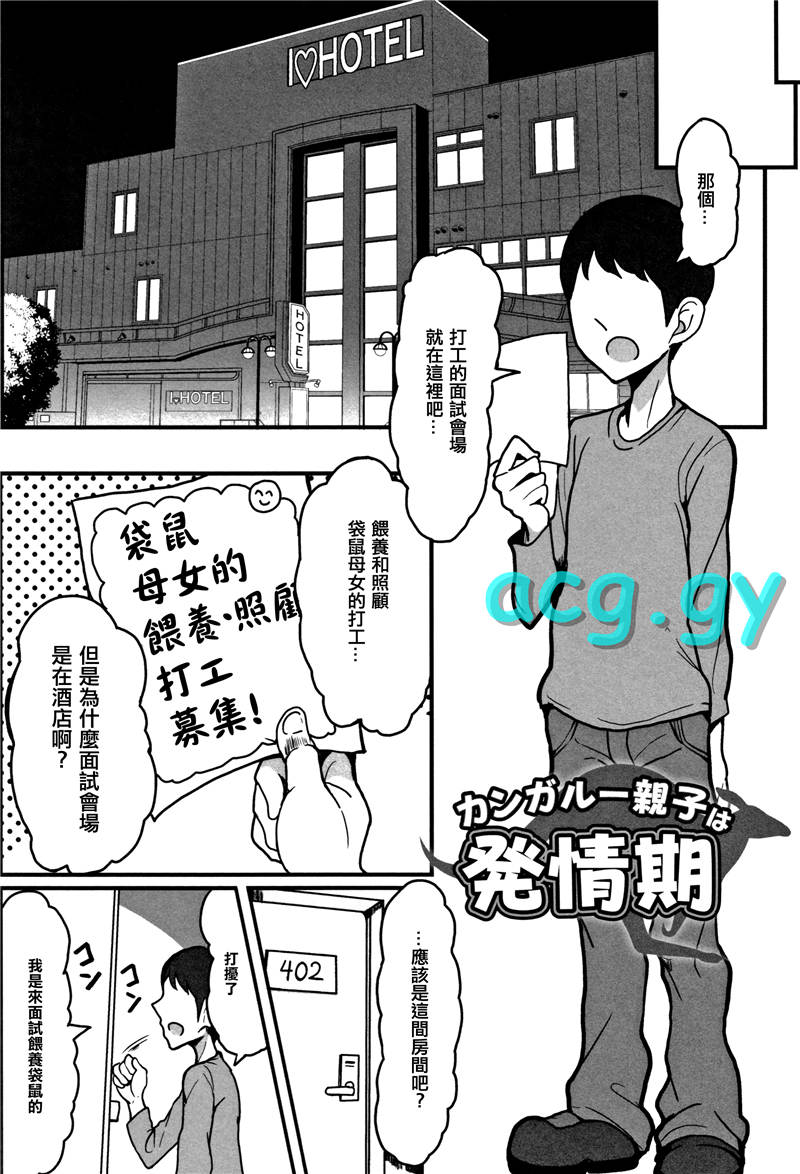 I♡HOTEL
HOTEL
I♡HOTEL
那個…
打工的面試會場
就在這裡吧…
餵養和照顧
袋鼠母女的打工…
袋鼠
母女的
餵養·照顧
打工
募集!
但是為什麼面試會場
是在酒店啊?
acg.gy
カンガルー親子は
発情期
…應該是這間房間吧?
402
打擾了
コン
コン
我是來面試餵養袋鼠的